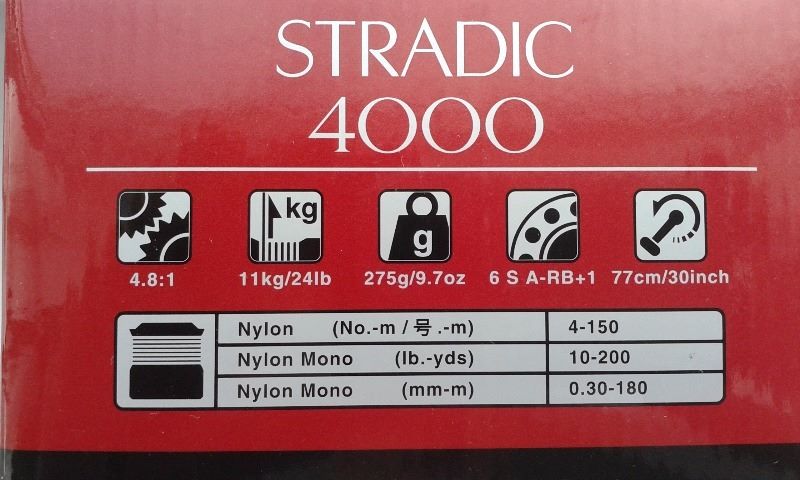 STRADIC
4000
kg
g
4.8:1 11kg/24lb 275g/9.7oz 6 S A-RB+1 77cm/30inch
Nylon (No.-m / 号 .-m) 4-150
Nylon Mono (lb.-yds) 10-200
Nylon Mono (mm-m) 0.30-180